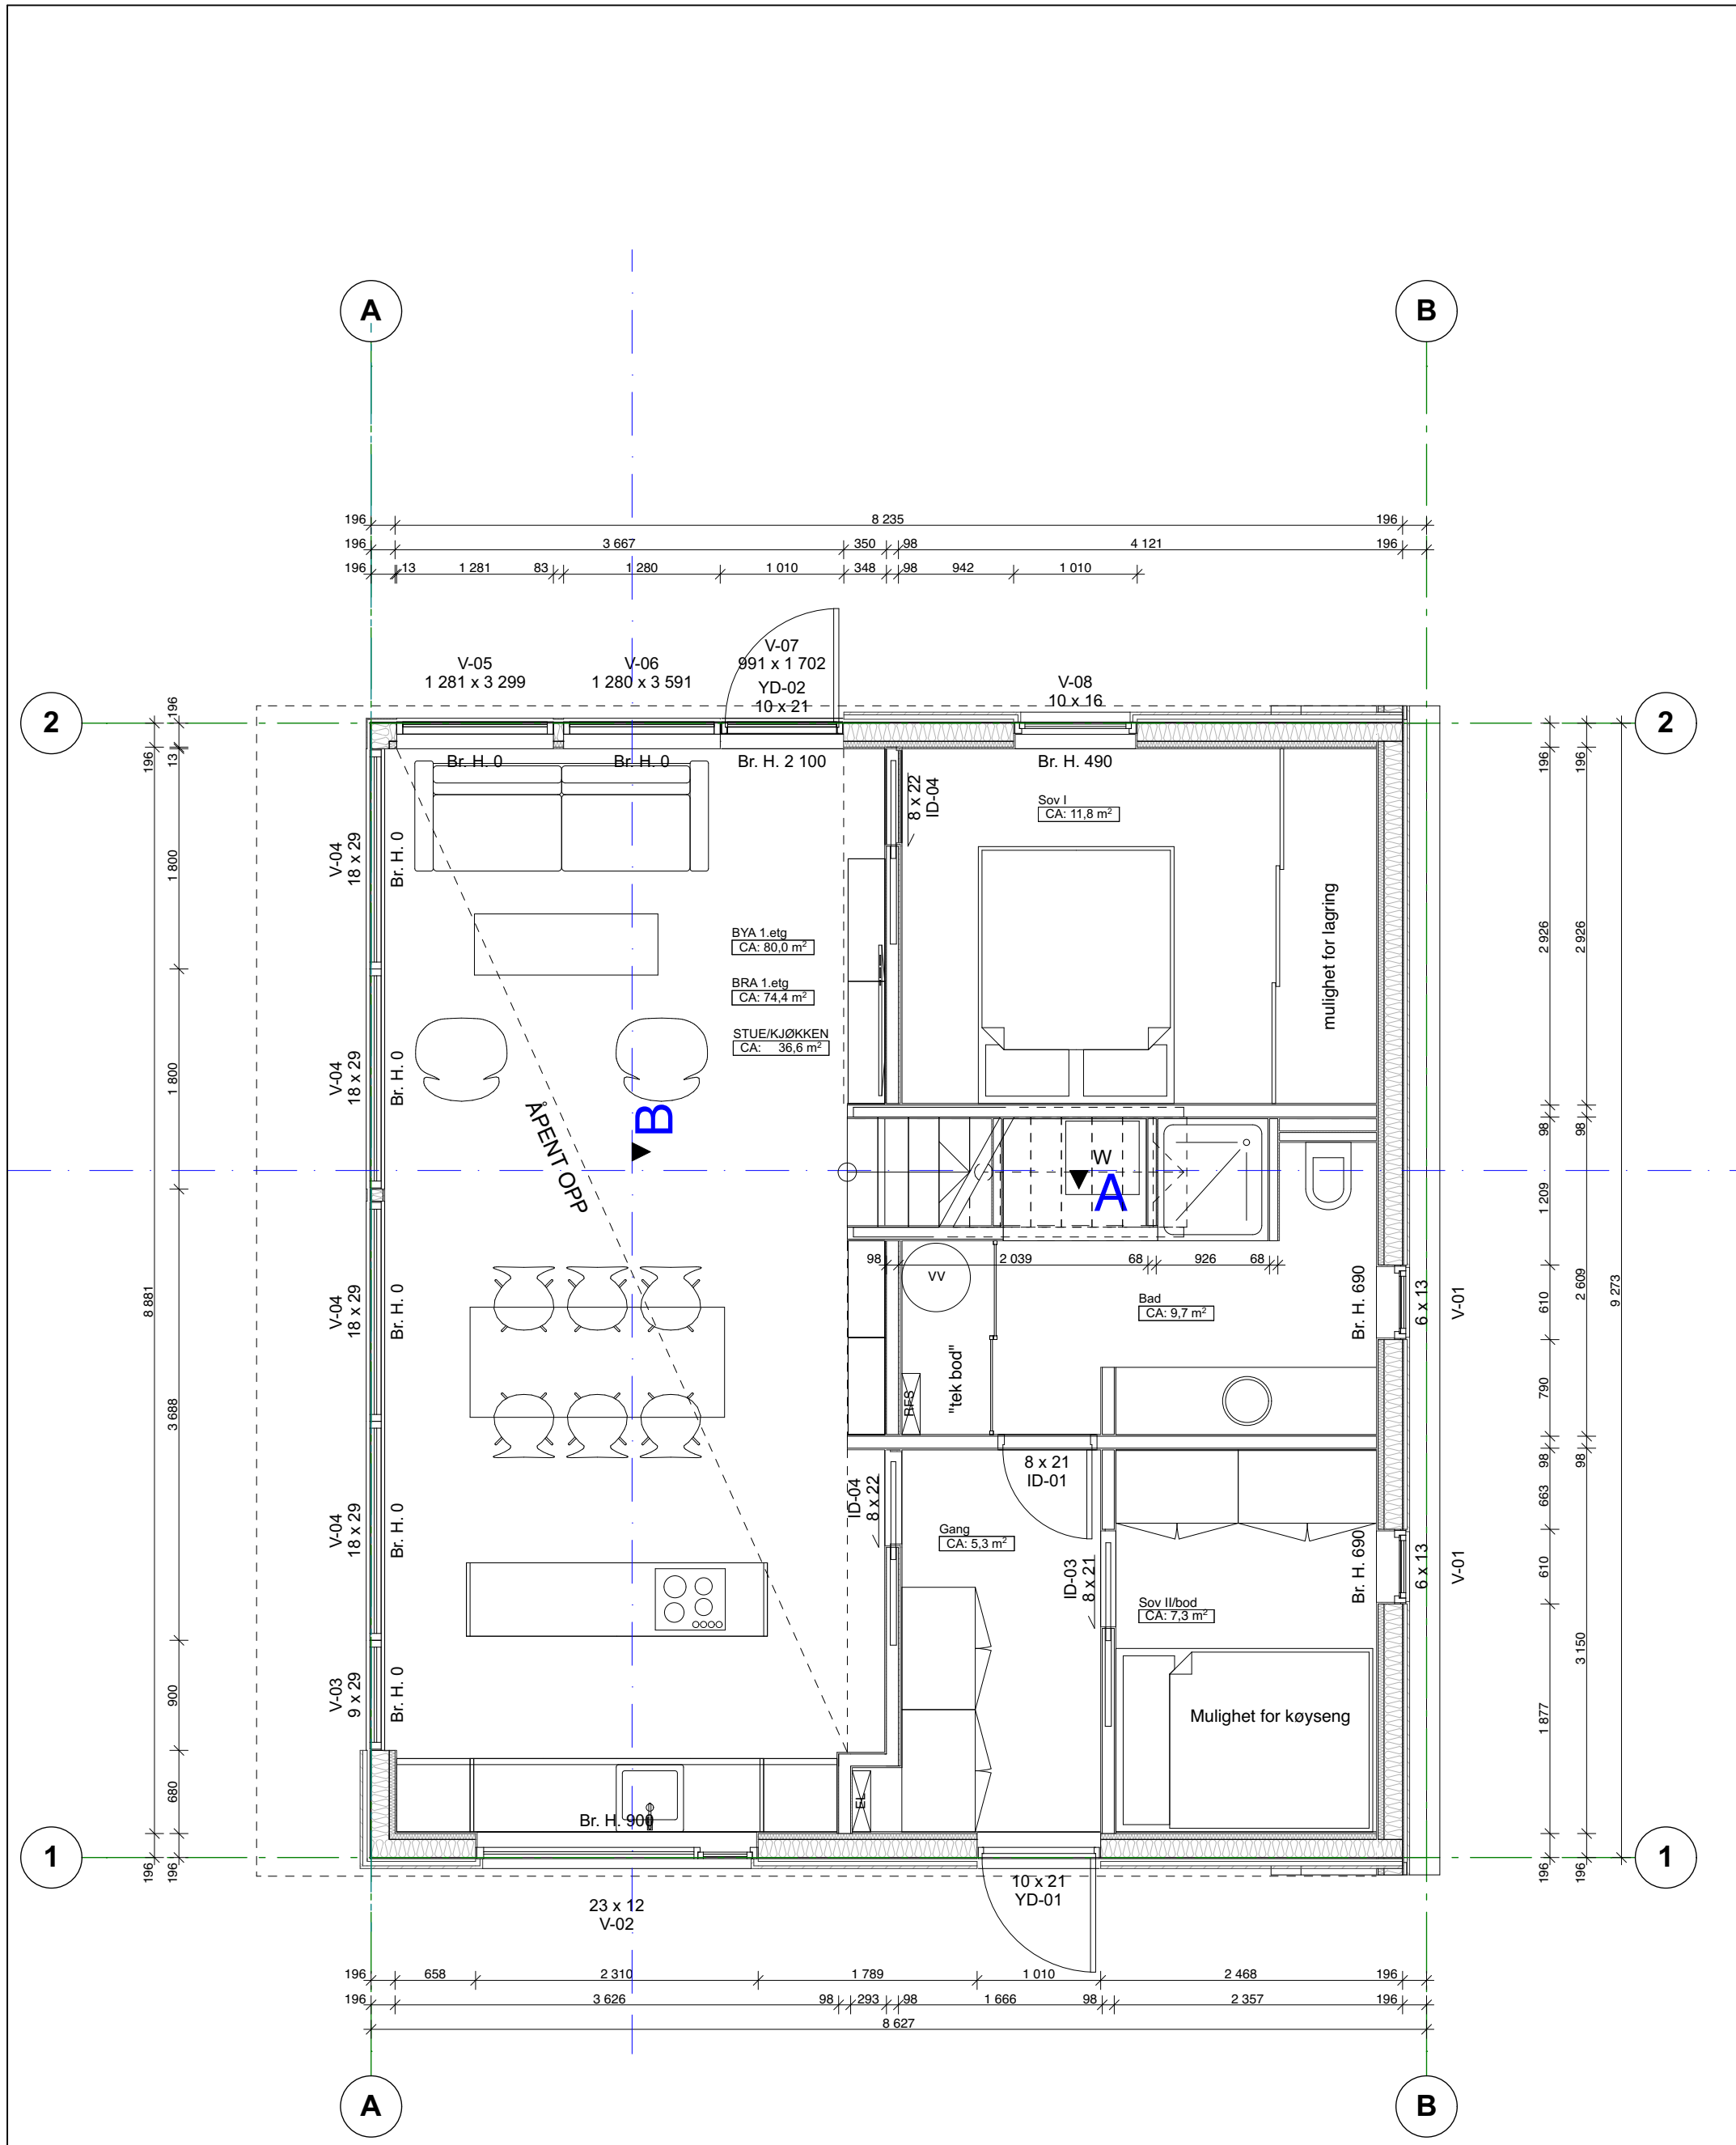 A
B
196
8 235
196
196
3 667
350
98
4 121
196
196
13
1 281
83
1 280
1 010
348
98
942
1 010
V-05
1 281 x 3 299
V-06
1 280 x 3 591
V-07
991 x 1 702
YD-02
10 x 21
V-08
10 x 16
2
2
Br. H. 0
Br. H. 0
Br. H. 2 100
Br. H. 490
196
196
13
1 800
1 800
3 688
900
680
196
196
8 881
V-04
18 x 29
Br. H. 0
V-04
18 x 29
Br. H. 0
V-04
18 x 29
Br. H. 0
V-04
18 x 29
Br. H. 0
V-03
9 x 29
Br. H. 0
8 x 22
ID-04
Sov I
CA: 11,8 m²
mulighet for lagring
BYA 1.etg
CA: 80,0 m²
BRA 1.etg
CA: 74,4 m²
STUE/KJØKKEN
CA: 36,6 m²
ÅPENT OPP
B
W
A
98
2 039
68
926
68
VV
Bad
CA: 9,7 m²
"tek bod"
Br. H. 690
6 x 13
V-01
8 x 21
ID-01
ID-04
8 x 22
Gang
CA: 5,3 m²
ID-03
8 x 21
Sov II/bod
CA: 7,3 m²
Br. H. 690
6 x 13
V-01
Mulighet for køyseng
EL
Br. H. 900
196
2 926
98
1 209
610
790
98
663
610
1 877
196
196
2 926
98
2 609
98
3 150
196
9 273
1
1
23 x 12
V-02
10 x 21
YD-01
196
658
2 310
1 789
1 010
2 468
196
196
3 626
98
293
98
1 666
98
2 357
196
8 627
A
B